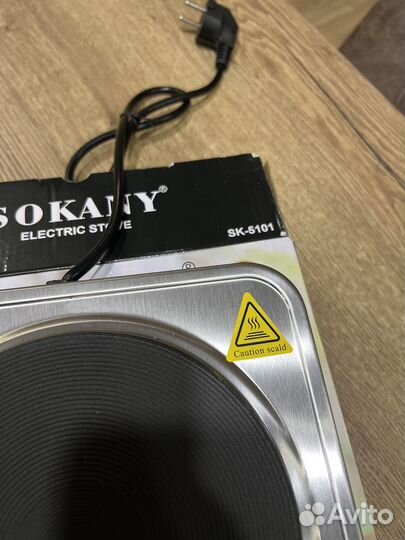 SOKANY®
ELECTRIC STOVE
SK-5101
®
Caution scald
Avito